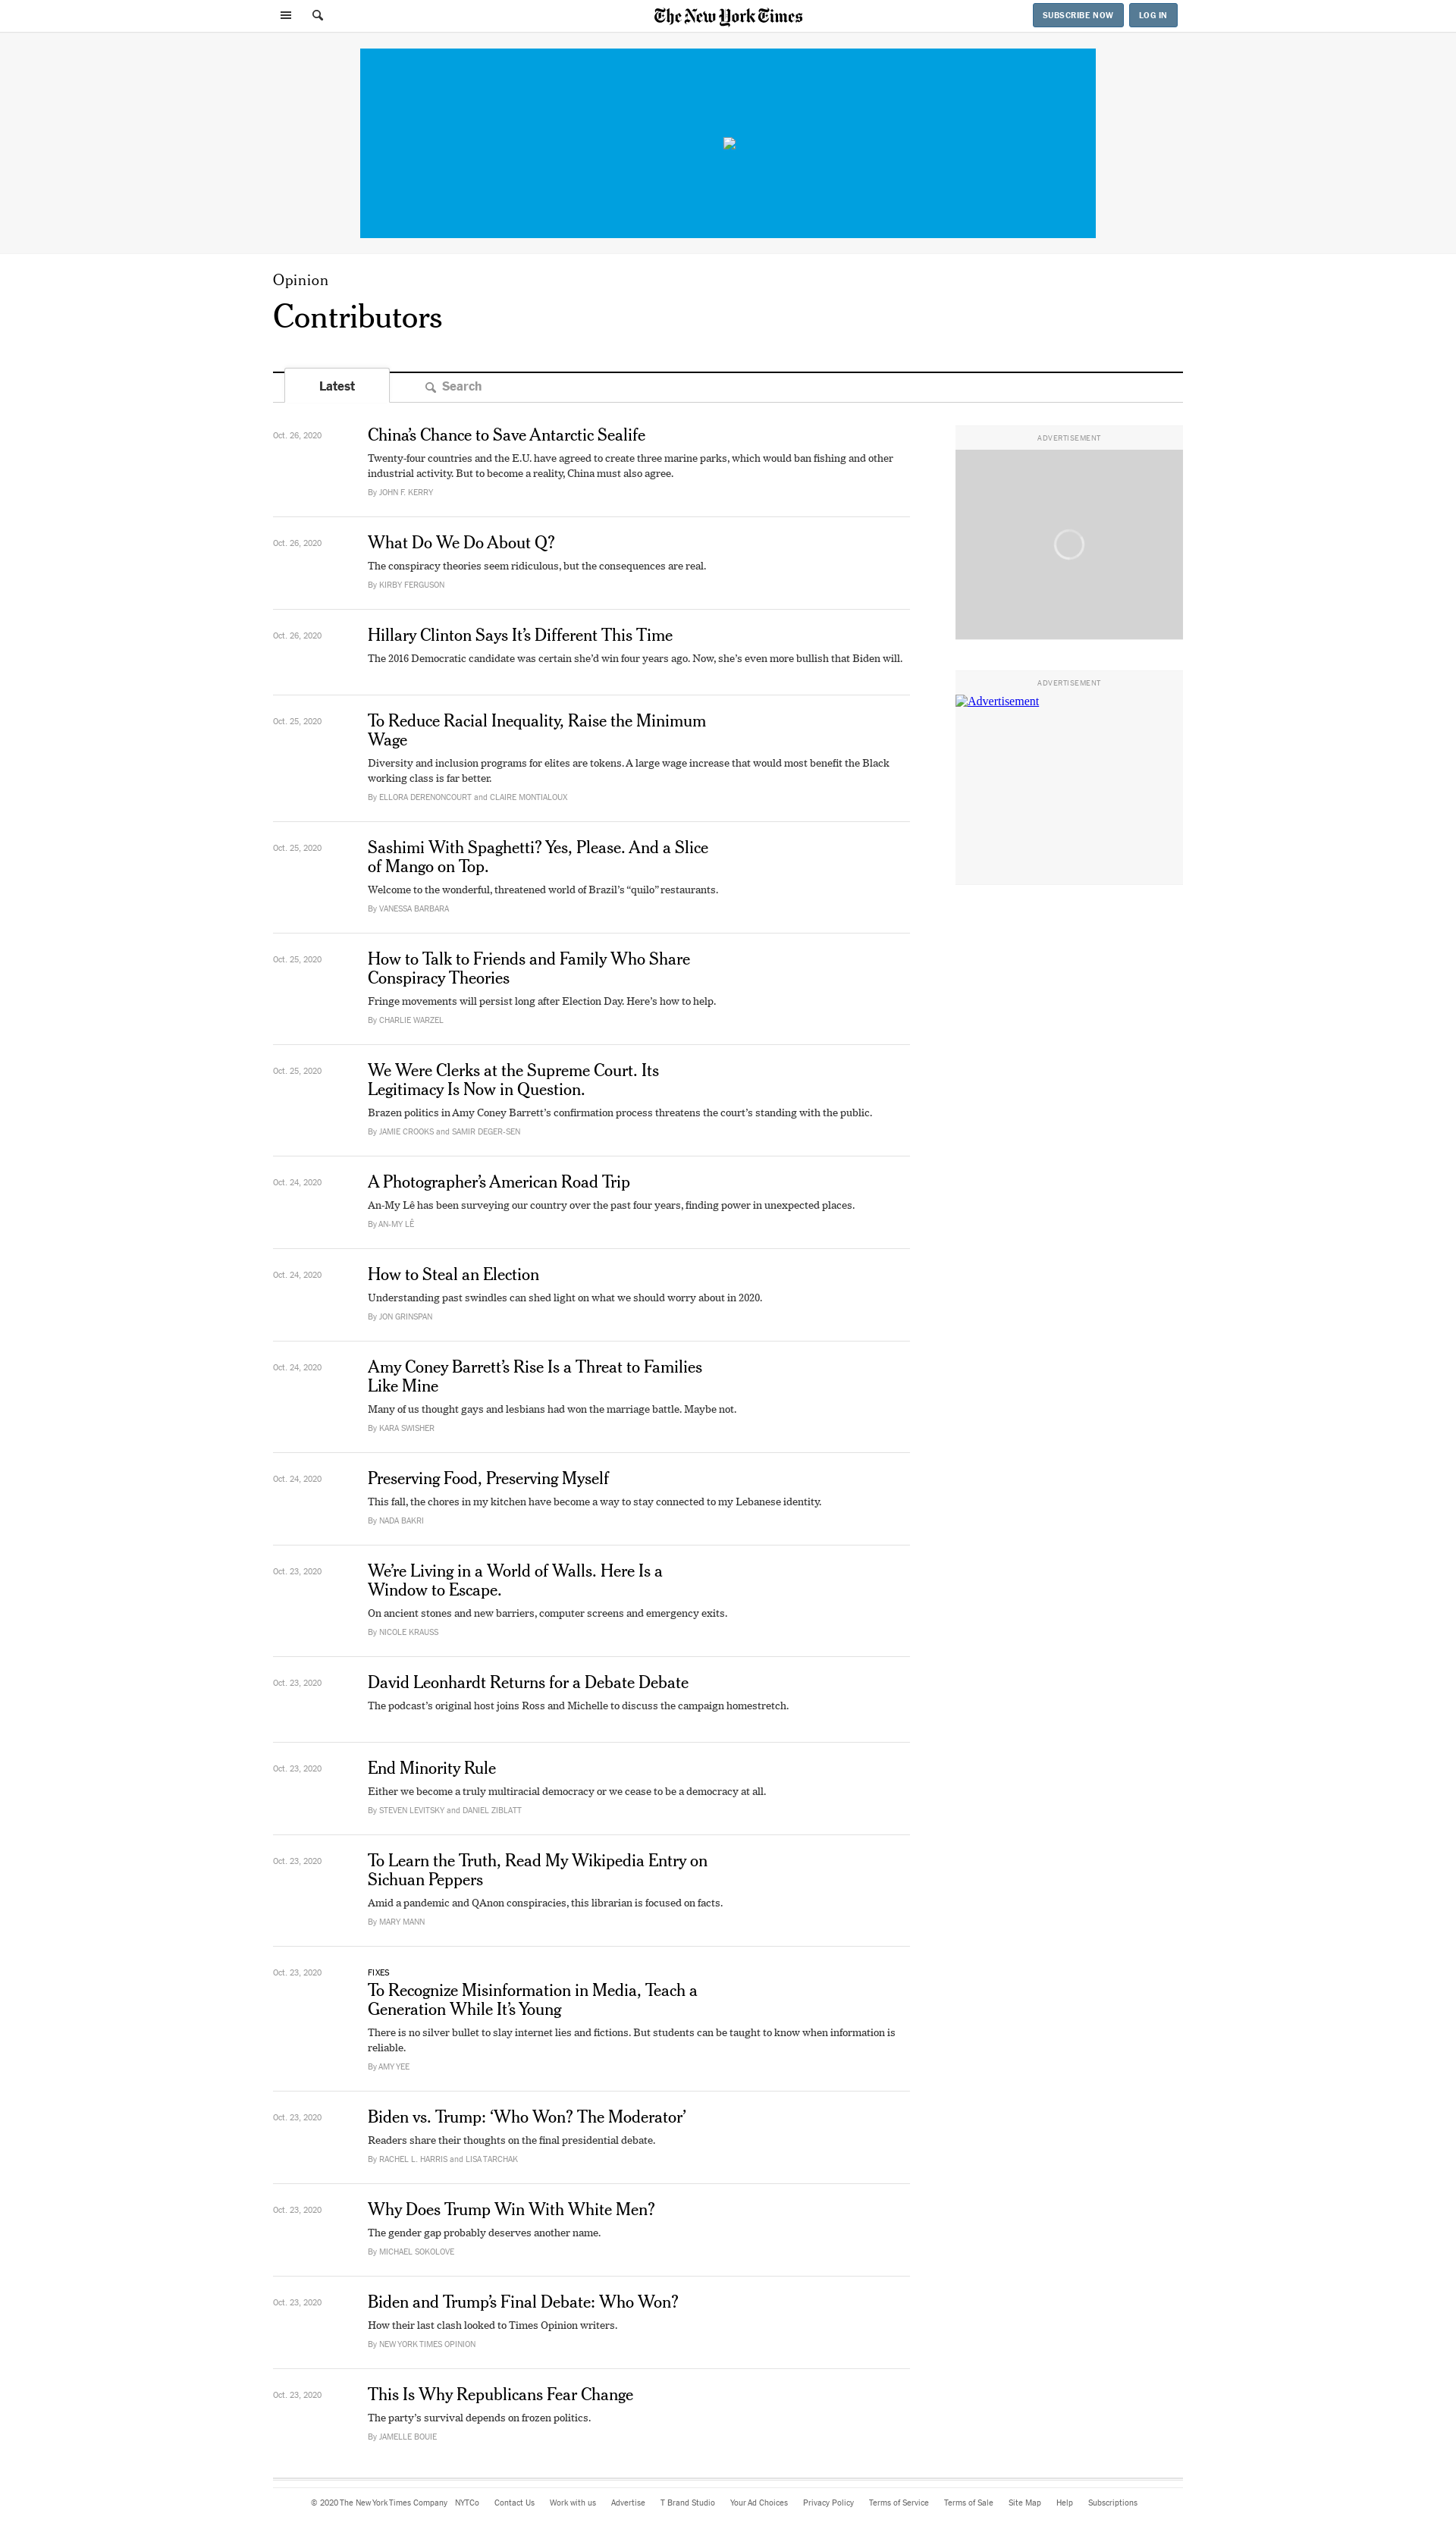 The New York Times
SUBSCRIBE NOW
LOG IN
Opinion
Contributors
Latest
Search
Oct. 26, 2020
China’s Chance to Save Antarctic Sealife
Twenty-four countries and the E.U. have agreed to create three marine parks, which would ban fishing and other
industrial activity. But to become a reality, China must also agree.
By JOHN F. KERRY
Oct. 26, 2020
What Do We Do About Q?
The conspiracy theories seem ridiculous, but the consequences are real.
By KIRBY FERGUSON
Oct. 26, 2020
Hillary Clinton Says It’s Different This Time
The 2016 Democratic candidate was certain she’d win four years ago. Now, she’s even more bullish that Biden will.
Oct. 25, 2020
To Reduce Racial Inequality, Raise the Minimum
Wage
Diversity and inclusion programs for elites are tokens. A large wage increase that would most benefit the Black
working class is far better.
By ELLORA DERENONCOURT and CLAIRE MONTIALOUX
Oct. 25, 2020
Sashimi With Spaghetti? Yes, Please. And a Slice
of Mango on Top.
Welcome to the wonderful, threatened world of Brazil’s “quilo” restaurants.
By VANESSA BARBARA
Oct. 25, 2020
How to Talk to Friends and Family Who Share
Conspiracy Theories
Fringe movements will persist long after Election Day. Here’s how to help.
By CHARLIE WARZEL
Oct. 25, 2020
We Were Clerks at the Supreme Court. Its
Legitimacy Is Now in Question.
Brazen politics in Amy Coney Barrett’s confirmation process threatens the court’s standing with the public.
By JAMIE CROOKS and SAMIR DEGER-SEN
Oct. 24, 2020
A Photographer’s American Road Trip
An-My Lê has been surveying our country over the past four years, finding power in unexpected places.
By AN-MY LÊ
Oct. 24, 2020
How to Steal an Election
Understanding past swindles can shed light on what we should worry about in 2020.
By JON GRINSPAN
Oct. 24, 2020
Amy Coney Barrett’s Rise Is a Threat to Families
Like Mine
Many of us thought gays and lesbians had won the marriage battle. Maybe not.
By KARA SWISHER
Oct. 24, 2020
Preserving Food, Preserving Myself
This fall, the chores in my kitchen have become a way to stay connected to my Lebanese identity.
By NADA BAKRI
Oct. 23, 2020
We’re Living in a World of Walls. Here Is a
Window to Escape.
On ancient stones and new barriers, computer screens and emergency exits.
By NICOLE KRAUSS
Oct. 23, 2020
David Leonhardt Returns for a Debate Debate
The podcast’s original host joins Ross and Michelle to discuss the campaign homestretch.
Oct. 23, 2020
End Minority Rule
Either we become a truly multiracial democracy or we cease to be a democracy at all.
By STEVEN LEVITSKY and DANIEL ZIBLATT
Oct. 23, 2020
To Learn the Truth, Read My Wikipedia Entry on
Sichuan Peppers
Amid a pandemic and QAnon conspiracies, this librarian is focused on facts.
By MARY MANN
Oct. 23, 2020
FIXES
To Recognize Misinformation in Media, Teach a
Generation While It’s Young
There is no silver bullet to slay internet lies and fictions. But students can be taught to know when information is
reliable.
By AMY YEE
Oct. 23, 2020
Biden vs. Trump: ‘Who Won? The Moderator’
Readers share their thoughts on the final presidential debate.
By RACHEL L. HARRIS and LISA TARCHAK
Oct. 23, 2020
Why Does Trump Win With White Men?
The gender gap probably deserves another name.
By MICHAEL SOKOLOVE
Oct. 23, 2020
Biden and Trump’s Final Debate: Who Won?
How their last clash looked to Times Opinion writers.
By NEW YORK TIMES OPINION
Oct. 23, 2020
This Is Why Republicans Fear Change
The party’s survival depends on frozen politics.
By JAMELLE BOUIE
ADVERTISEMENT
ADVERTISEMENT
Advertisement
© 2020 The New York Times Company NYTCo Contact Us Work with us Advertise T Brand Studio Your Ad Choices Privacy Policy Terms of Service Terms of Sale Site Map Help Subscriptions